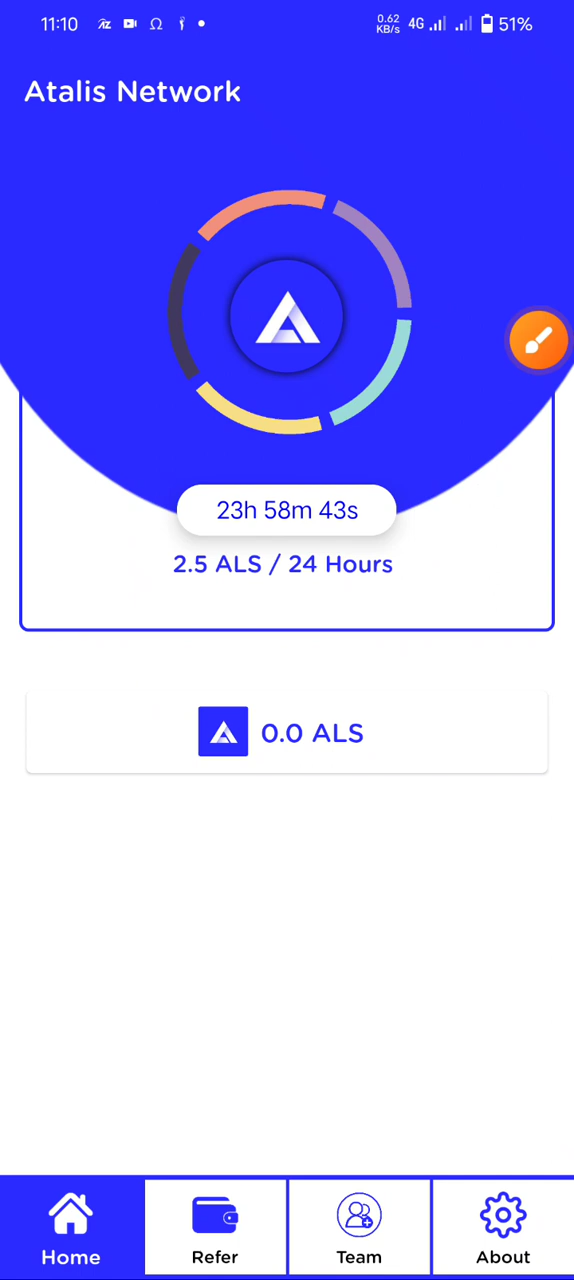 11:10
0.62 KB/s 4G 51%
Atalis Network
23h 58m 43s
2.5 ALS / 24 Hours
0.0 ALS
Home Refer Team About